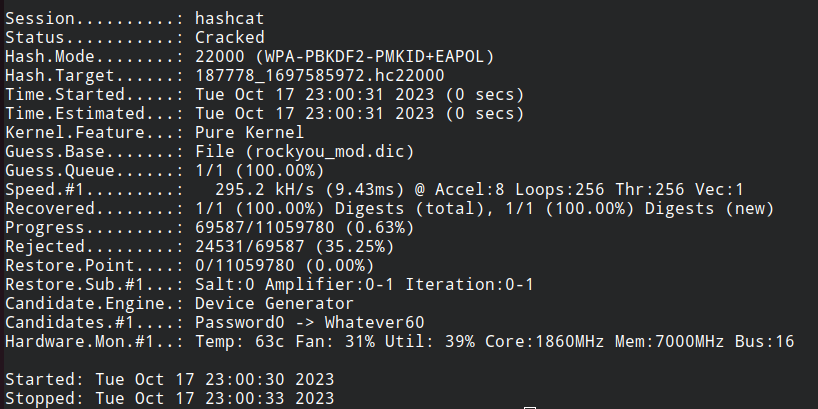 Session..........: hashcat
Status...........: Cracked
Hash.Mode........: 22000 (WPA-PBKDF2-PMKID+EAPOL)
Hash.Target......: 187778_1697585972.hc22000
Time.Started.....: Tue Oct 17 23:00:31 2023 (0 secs)
Time.Estimated...: Tue Oct 17 23:00:31 2023 (0 secs)
Kernel.Feature...: Pure Kernel
Guess.Base.......: File (rockyou_mod.dic)
Guess.Queue......: 1/1 (100.00%)
Speed.#1.........:   295.2 kH/s (9.43ms) @ Accel:8 Loops:256 Thr:256 Vec:1
Recovered........: 1/1 (100.00%) Digests (total), 1/1 (100.00%) Digests (new)
Progress.........: 69587/11059780 (0.63%)
Rejected.........: 24531/69587 (35.25%)
Restore.Point....: 0/11059780 (0.00%)
Restore.Sub.#1...: Salt:0 Amplifier:0-1 Iteration:0-1
Candidate.Engine.: Device Generator
Candidates.#1....: Password0 -> Whatever60
Hardware.Mon.#1..: Temp: 63c Fan: 31% Util: 39% Core:1860MHz Mem:7000MHz Bus:16
Started: Tue Oct 17 23:00:30 2023
Stopped: Tue Oct 17 23:00:33 2023